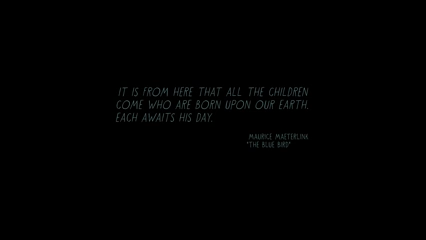 IT IS FROM HERE THAT ALL THE CHILDREN
COME WHO ARE BORN UPON OUR EARTH.
EACH AWAITS HIS DAY.
MAURICE MAETERLINK
"THE BLUE BIRD"